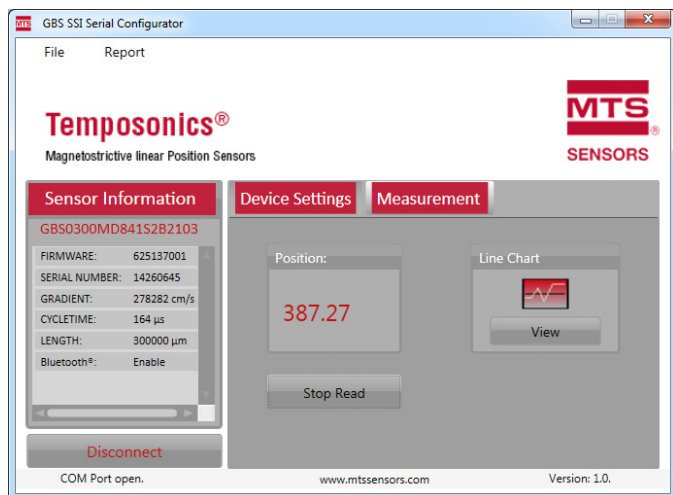 MTS GBS SSI Serial Configurator
File Report
Temposonics®
Magnetostrictive linear Position Sensors
MTS®
SENSORS
Sensor Information
GBS0300MD841S2B2103
FIRMWARE: 625137001
SERIAL NUMBER: 14260645
GRADIENT: 278282 cm/s
CYCLETIME: 164 µs
LENGTH: 300000 µm
Bluetooth®: Enable
Disconnect
Device Settings Measurement
Position:
387.27
Stop Read
Line Chart
View
COM Port open. www.mtssensors.com Version: 1.0.